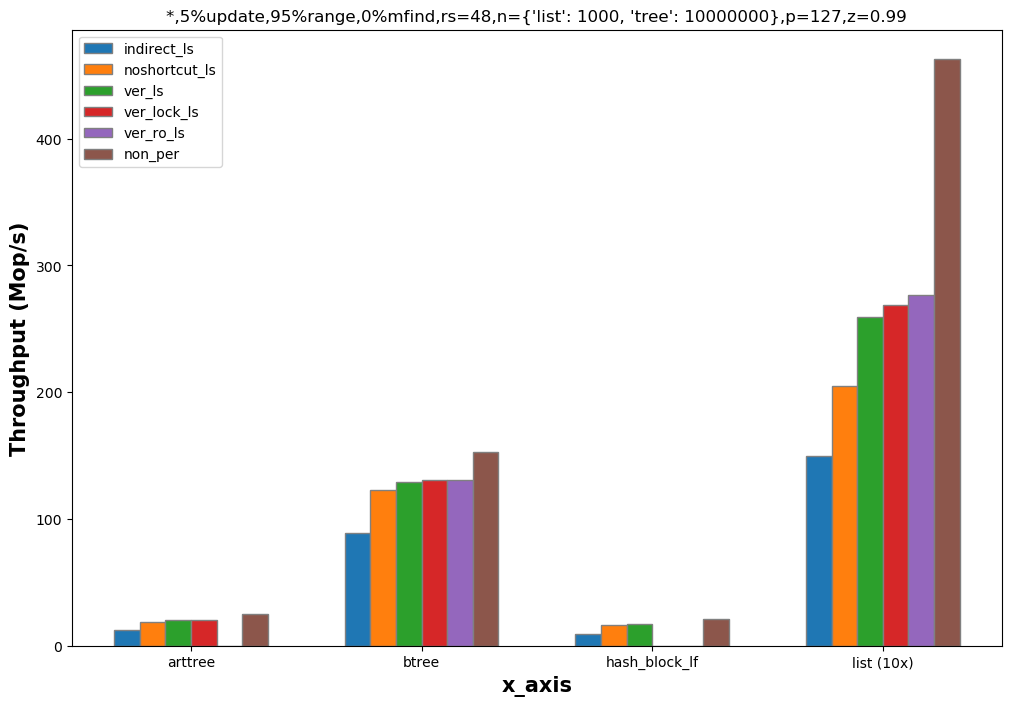 *,5%update,95%range,0%mfind,rs=48,n={'list': 1000, 'tree': 10000000},p=127,z=0.99
indirect_ls
noshortcut_ls
ver_ls
ver_lock_ls
ver_ro_ls
non_per
Throughput (Mop/s)
400
300
200
100
0
arttree
btree
hash_block_lf
list (10x)
x_axis